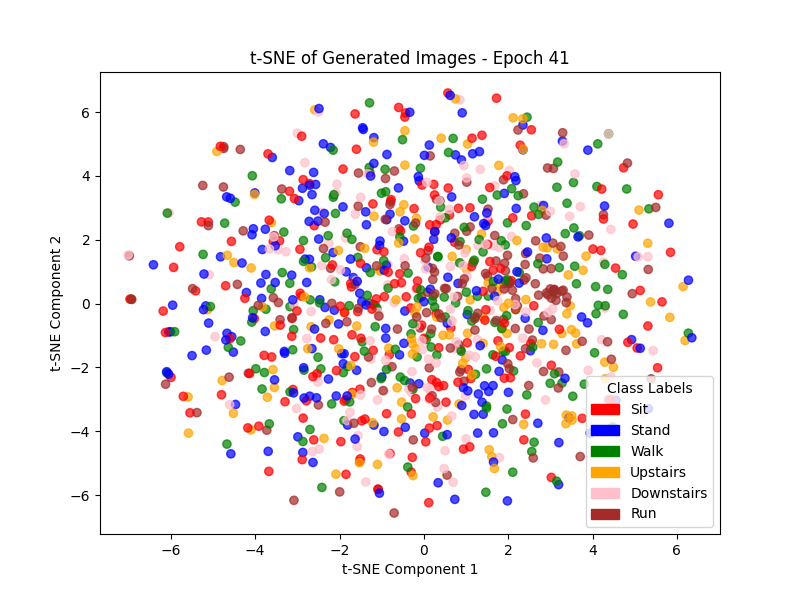 t-SNE of Generated Images - Epoch 41
t-SNE Component 2
6
4
2
0
−2
−4
−6
Class Labels
Sit
Stand
Walk
Upstairs
Downstairs
Run
−6 −4 −2 0 2 4 6
t-SNE Component 1